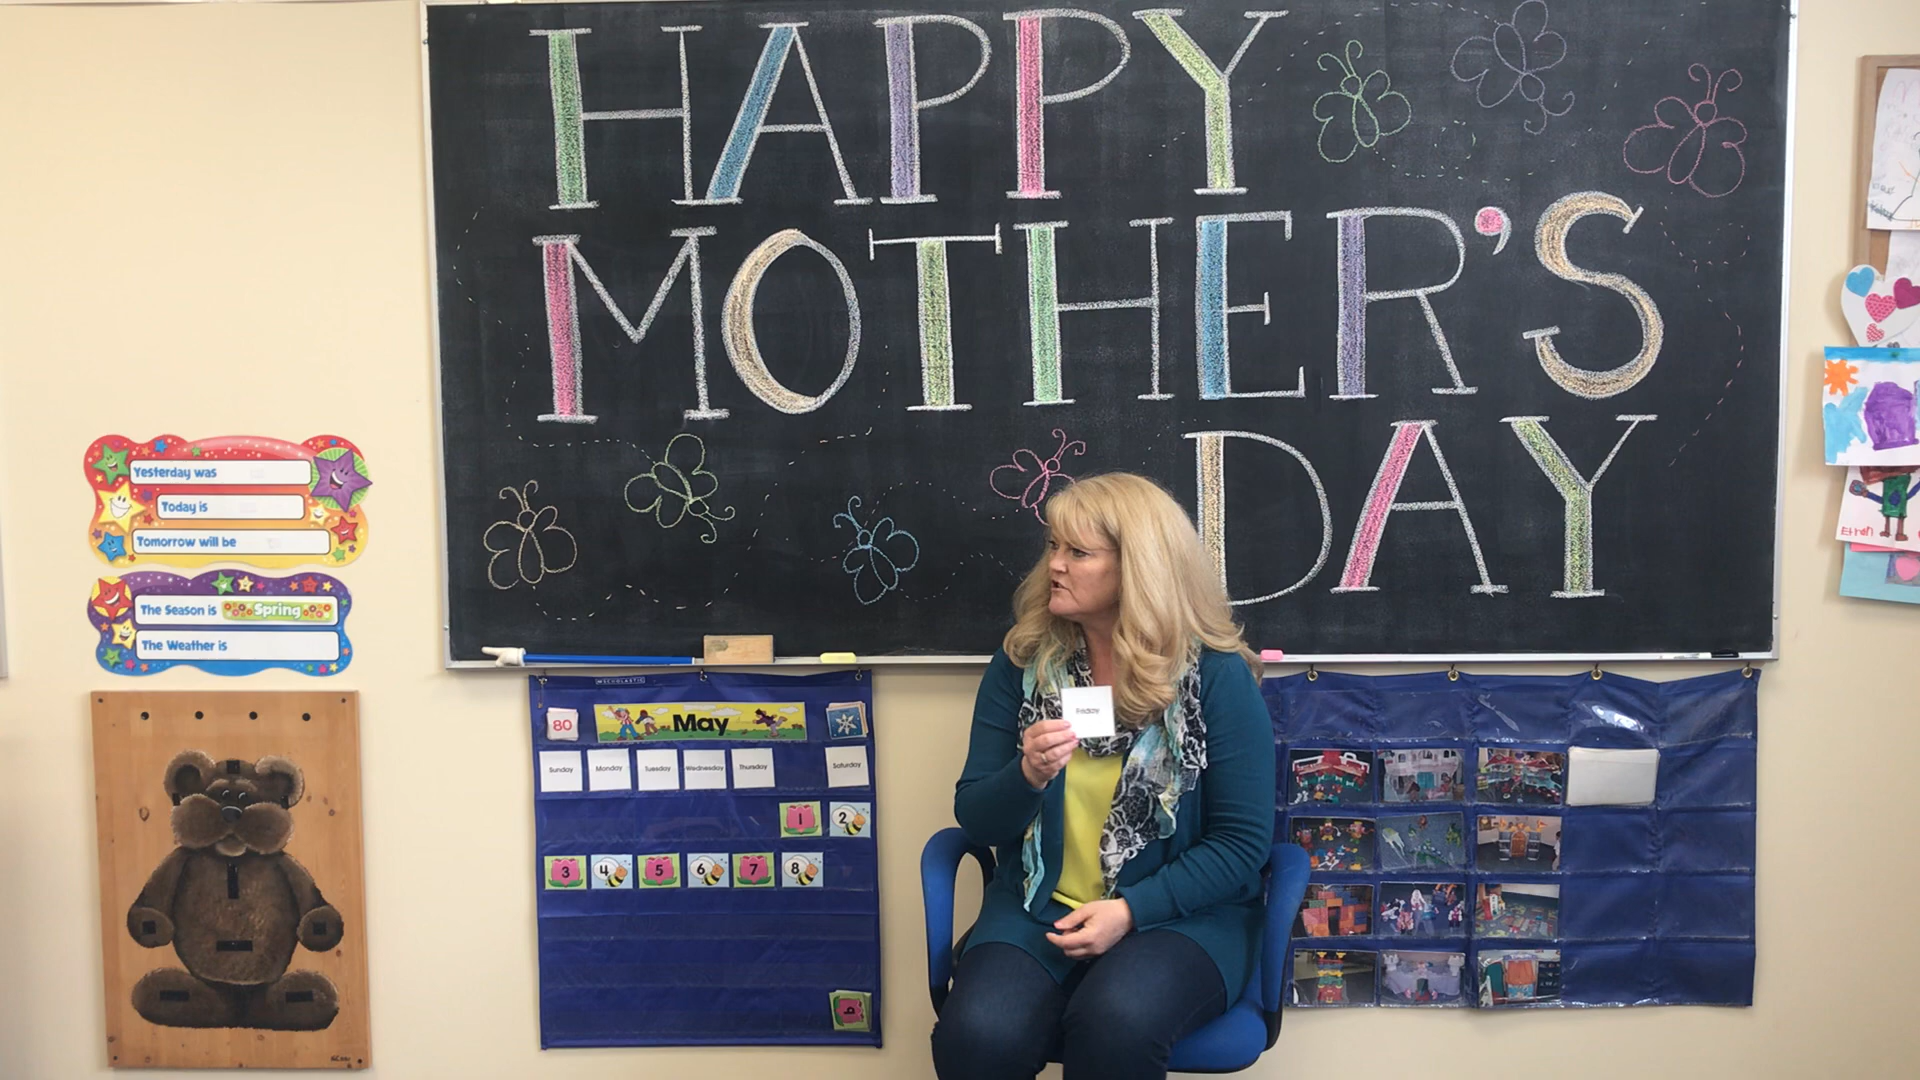 HAPPY
MOTHER'S
DAY
Yesterday was
Today is
Tomorrow will be
The Season is Spring
The Weather is
SCHOLASTIC
80 May
Sunday Monday Tuesday Wednesday Thursday Saturday
Friday
1 2
3 4 5 6 7 8
Ethan